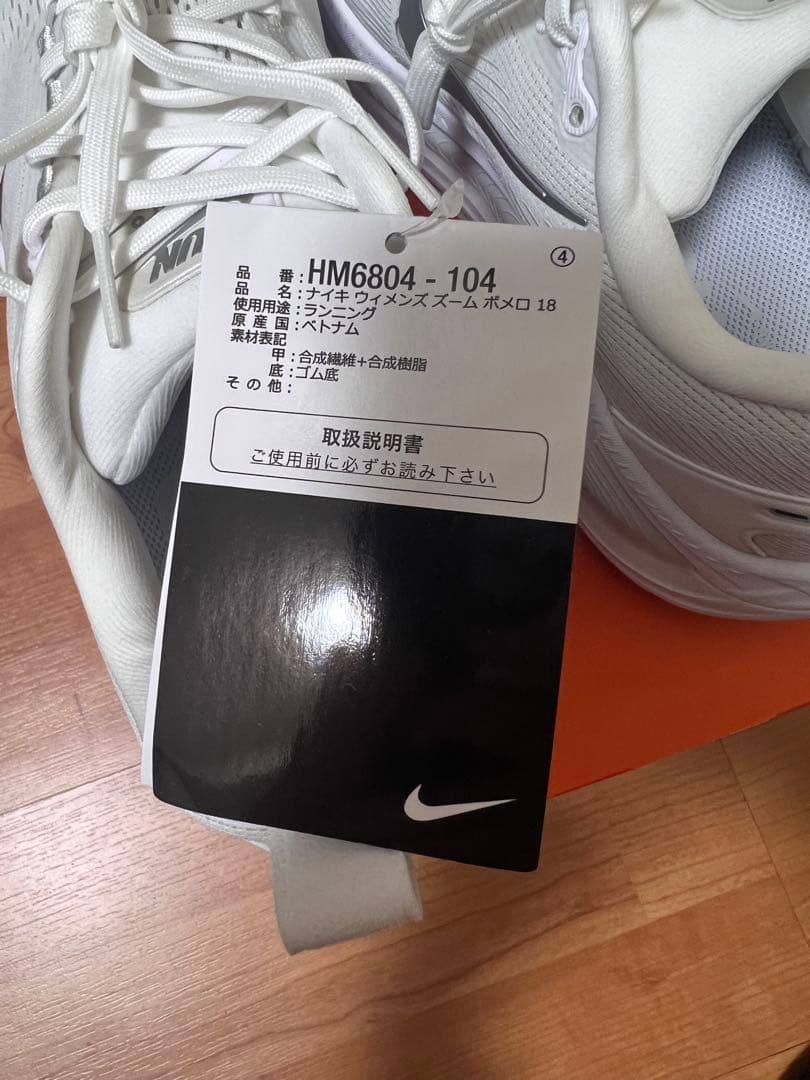 ④
品 番 : HM6804 - 104
品 名 : ナイキ ウィメンズ ズーム ボメロ 18
使用用途 : ランニング
原 産 国 : ベトナム
素材表記
甲 : 合成繊維+合成樹脂
底 : ゴム底
そ の 他 :
取扱説明書
ご使用前に必ずお読み下さい
UN